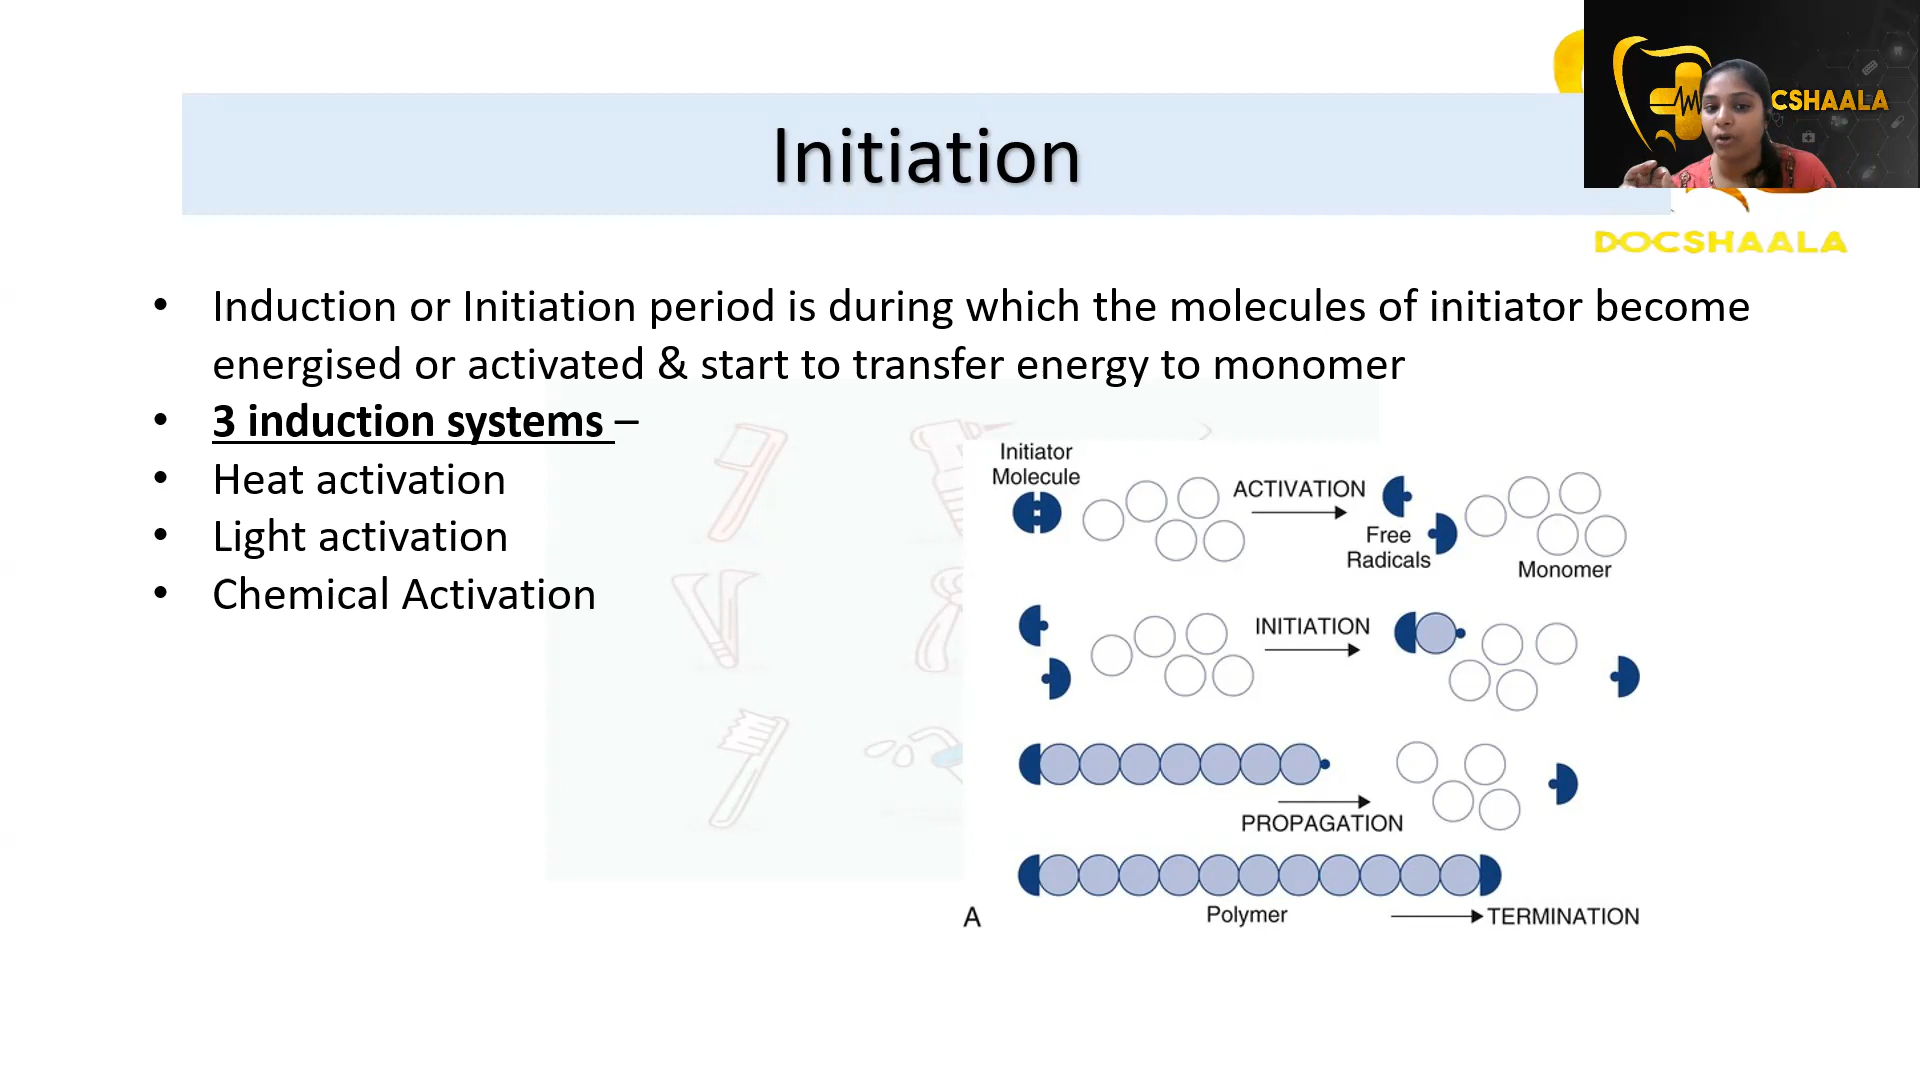 CSHAALA
Initiation
DOCSHAALA
• Induction or Initiation period is during which the molecules of initiator become
energised or activated & start to transfer energy to monomer
• 3 induction systems –
• Heat activation
• Light activation
• Chemical Activation
Initiator
Molecule
ACTIVATION
Free
Radicals
Monomer
INITIATION
PROPAGATION
A
Polymer
TERMINATION